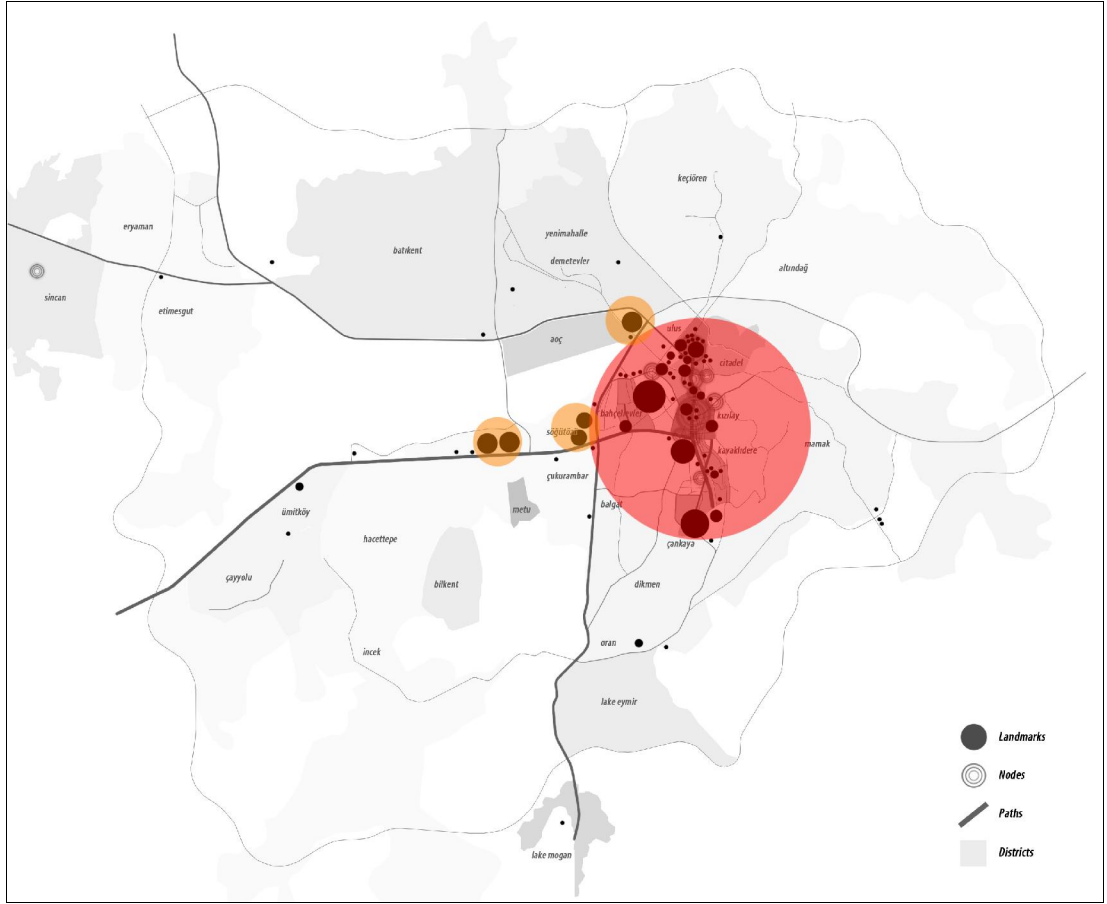 keçiören
eryaman
yenimahalle
batıkent
demetevler
altındağ
sincan
etimesgut
ulus
aoç
citadel
bahçelievler
kızılay
söğütözü
mamak
kavaklıdere
çukurambar
balgat
ümitköy
metu
hacettepe
çankaya
çayyolu
bilkent
dikmen
oran
incek
lake eymir
lake mogan
Landmarks
Nodes
Paths
Districts